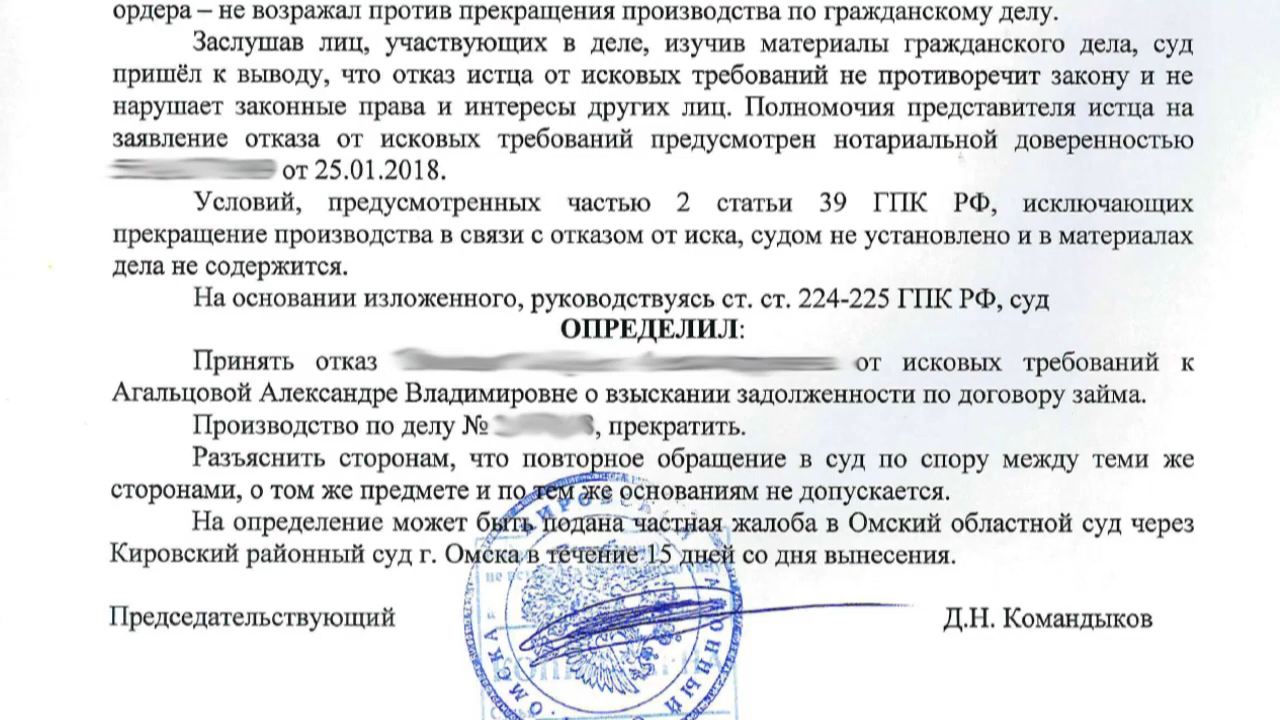 ордера – не возражал против прекращения производства по гражданскому делу.
Заслушав лиц, участвующих в деле, изучив материалы гражданского дела, суд
пришёл к выводу, что отказ истца от исковых требований не противоречит закону и не
нарушает законные права и интересы других лиц. Полномочия представителя истца на
заявление отказа от исковых требований предусмотрен нотариальной доверенностью
от 25.01.2018.
Условий, предусмотренных частью 2 статьи 39 ГПК РФ, исключающих
прекращение производства в связи с отказом от иска, судом не установлено и в материалах
дела не содержится.
На основании изложенного, руководствуясь ст. ст. 224-225 ГПК РФ, суд
ОПРЕДЕЛИЛ:
Принять отказ от исковых требований к
Агальцовой Александре Владимировне о взыскании задолженности по договору займа.
Производство по делу № , прекратить.
Разъяснить сторонам, что повторное обращение в суд по спору между теми же
сторонами, о том же предмете и по тем же основаниям не допускается.
На определение может быть подана частная жалоба в Омский областной суд через
Кировский районный суд г. Омска в течение 15 дней со дня вынесения.
Председательствующий Д.Н. Командыков